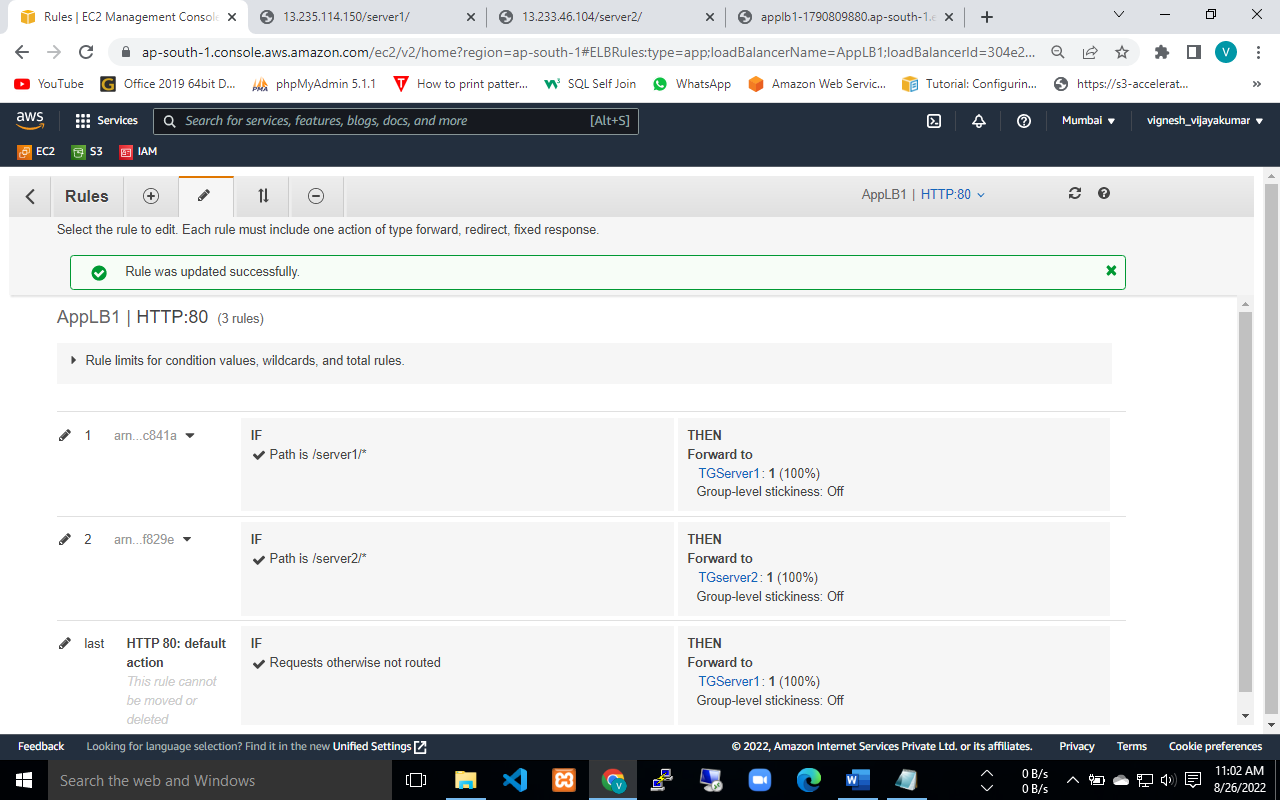 Rules | EC2 Management Console
13.235.114.150/server1/
13.233.46.104/server2/
applb1-1790809880.ap-south-1.e
ap-south-1.console.aws.amazon.com/ec2/v2/home?region=ap-south-1#ELBRules:type=app;loadBalancerName=AppLB1;loadBalancerId=304e2...
V
YouTube
Office 2019 64bit D...
phpMyAdmin 5.1.1
How to print patter...
SQL Self Join
WhatsApp
Amazon Web Servic...
Tutorial: Configurin...
https://s3-accelerat...
»
aws
Services
Search for services, features, blogs, docs, and more
[Alt+S]
Mumbai
vignesh_vijayakumar
EC2
S3
IAM
Rules
AppLB1 | HTTP:80
Select the rule to edit. Each rule must include one action of type forward, redirect, fixed response.
Rule was updated successfully.
AppLB1 | HTTP:80 (3 rules)
Rule limits for condition values, wildcards, and total rules.
1 arn...c841a
IF
Path is /server1/*
THEN
Forward to
TGServer1: 1 (100%)
Group-level stickiness: Off
2 arn...f829e
IF
Path is /server2/*
THEN
Forward to
TGserver2: 1 (100%)
Group-level stickiness: Off
last
HTTP 80: default
action
This rule cannot
be moved or
deleted
IF
Requests otherwise not routed
THEN
Forward to
TGServer1: 1 (100%)
Group-level stickiness: Off
Feedback
Looking for language selection? Find it in the new Unified Settings
© 2022, Amazon Internet Services Private Ltd. or its affiliates.
Privacy
Terms
Cookie preferences
Search the web and Windows
0 B/s
0 B/s
11:02 AM
8/26/2022